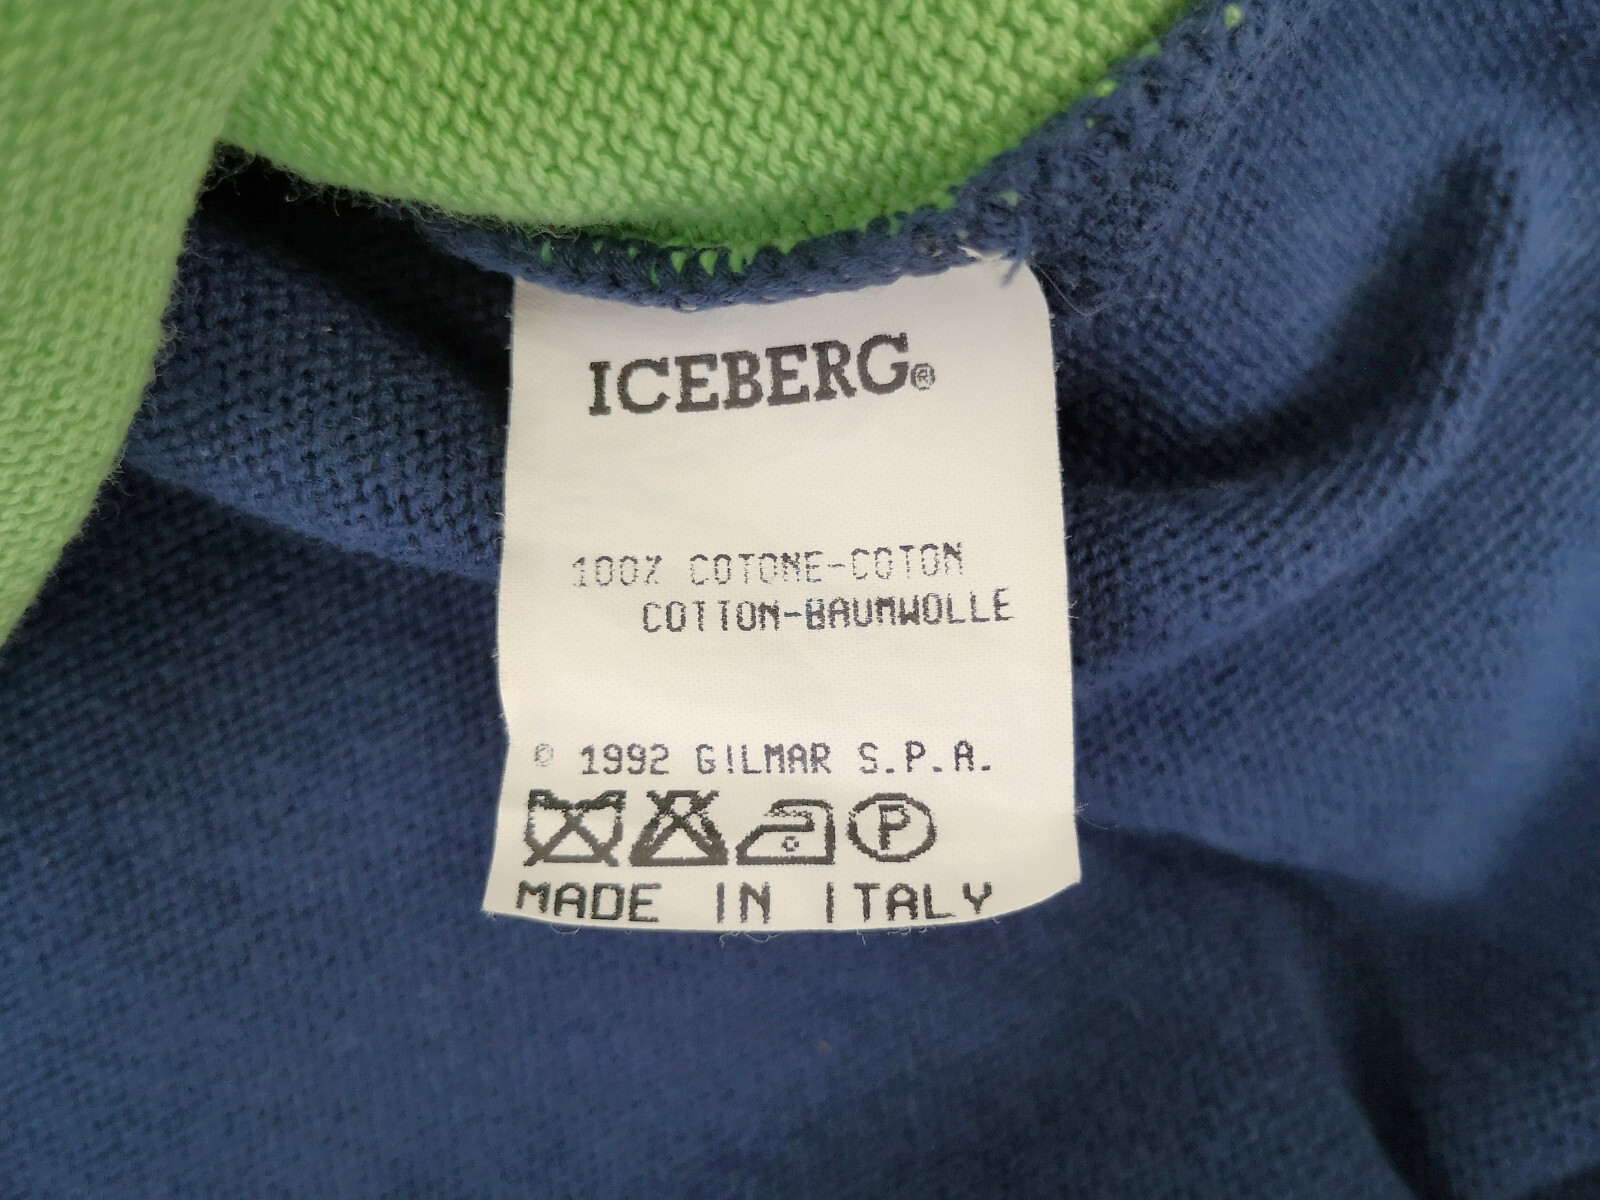 ICEBERG®
100% COTONE-COTON
COTTON-BAUMWOLLE
© 1992 GILMAR S.P.A.
P
MADE IN ITALY